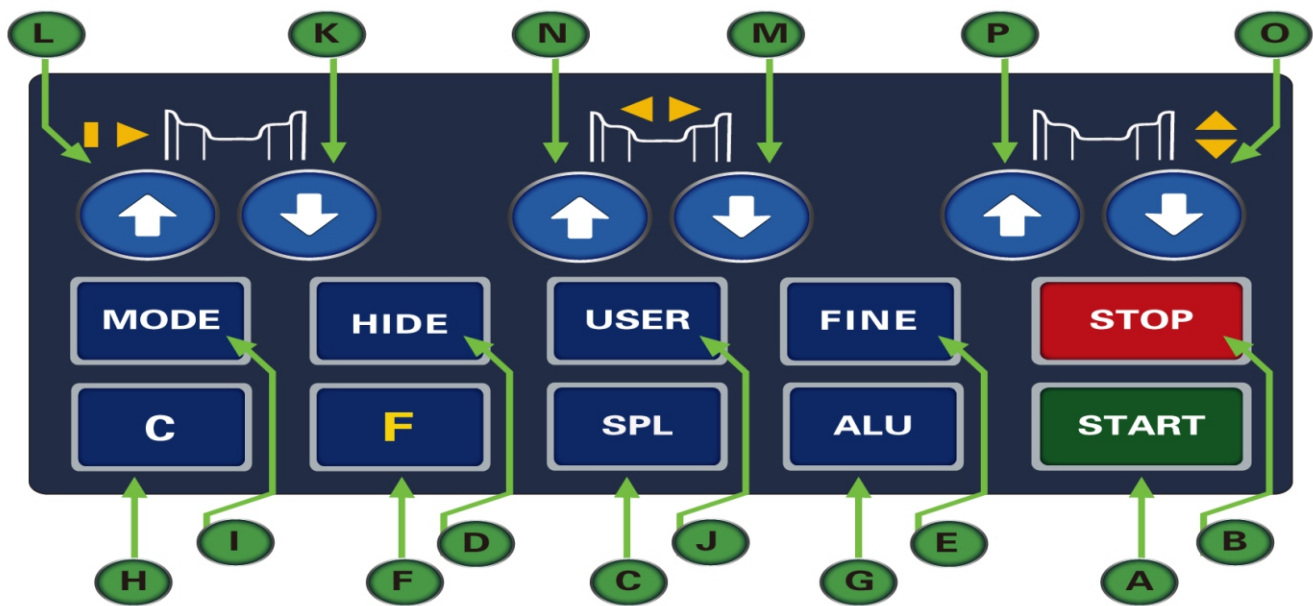 L K N M P O
MODE HIDE USER FINE STOP
C F SPL ALU START
I D J E B
H F C G A